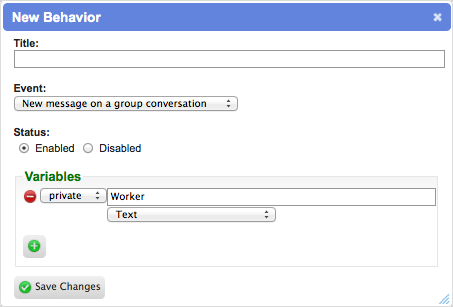 New Behavior
Title:
Event:
New message on a group conversation
Status:
Enabled Disabled
Variables
private Worker
Text
Save Changes